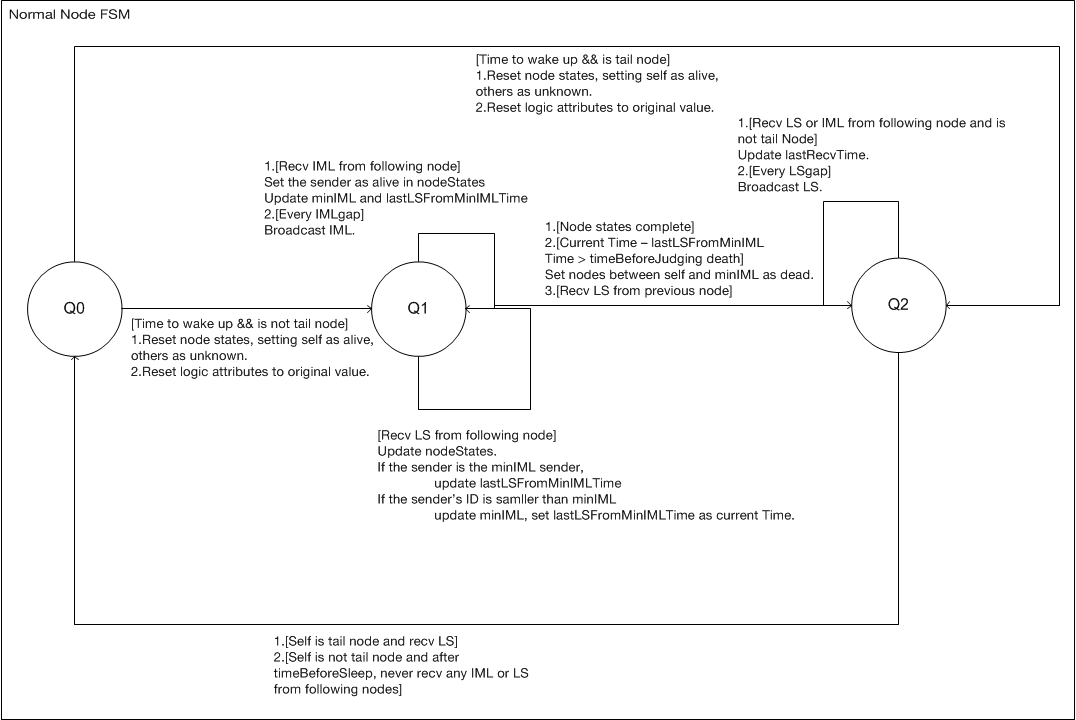 Normal Node FSM
[Time to wake up && is tail node]
1.Reset node states, setting self as alive,
others as unknown.
2.Reset logic attributes to original value.
1.[Recv LS or IML from following node and is
not tail Node]
Update lastRecvTime.
2.[Every LSgap]
Broadcast LS.
1.[Recv IML from following node]
Set the sender as alive in nodeStates
Update minIML and lastLSFromMinIMLTime
2.[Every IMLgap]
Broadcast IML.
1.[Node states complete]
2.[Current Time – lastLSFromMinIML
Time > timeBeforeJudging death]
Set nodes between self and minIML as dead.
3.[Recv LS from previous node]
Q0
Q1
Q2
[Time to wake up && is not tail node]
1.Reset node states, setting self as alive,
others as unknown.
2.Reset logic attributes to original value.
[Recv LS from following node]
Update nodeStates.
If the sender is the minIML sender,
update lastLSFromMinIMLTime
If the sender's ID is samller than minIML
update minIML, set lastLSFromMinIMLTime as current Time.
1.[Self is tail node and recv LS]
2.[Self is not tail node and after
timeBeforeSleep, never recv any IML or LS
from following nodes]